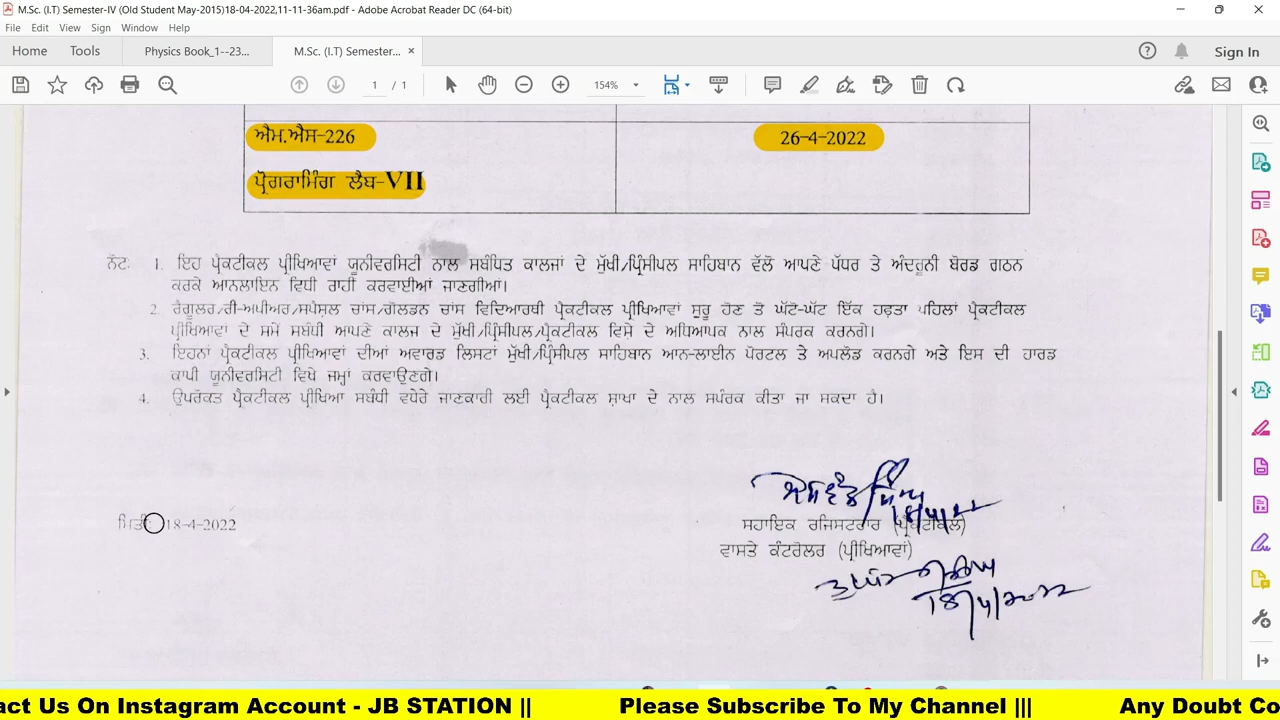 M.Sc. (I.T) Semester-IV (Old Student May-2015)18-04-2022,11-11-36am.pdf - Adobe Acrobat Reader DC (64-bit)
File Edit View Sign Window Help
Home Tools Physics Book_1--23... M.Sc. (I.T) Semester... × Sign In
1 / 1 154%
ਐਮ.ਐਸ-226 26-4-2022
ਪ੍ਰੋਗਰਾਮਿੰਗ ਲੈਬ-VII
ਨੋਟ: 1. ਇਹ ਪ੍ਰੈਕਟੀਕਲ ਪ੍ਰੀਖਿਆਵਾਂ ਯੂਨੀਵਰਸਿਟੀ ਨਾਲ ਸਬੰਧਿਤ ਕਾਲਜਾਂ ਦੇ ਮੁੱਖੀ/ਪ੍ਰਿੰਸੀਪਲ ਸਾਹਿਬਾਨ ਵੱਲੋਂ ਆਪਣੇ ਪੱਧਰ ਤੇ ਅੰਦਰੂਨੀ ਬੋਰਡ ਗਠਨ
ਕਰਕੇ ਆਨਲਾਇਨ ਵਿਧੀ ਰਾਹੀਂ ਕਰਵਾਈਆਂ ਜਾਣਗੀਆਂ।
2. ਰੈਗੂਲਰ/ਰੀ-ਅਪੀਅਰ/ਸਪੈਸ਼ਲ ਚਾਂਸ/ਗੋਲਡਨ ਚਾਂਸ ਵਿਦਿਆਰਥੀ ਪ੍ਰੈਕਟੀਕਲ ਪ੍ਰੀਖਿਆਵਾਂ ਸ਼ੁਰੂ ਹੋਣ ਤੋਂ ਘੱਟੋ-ਘੱਟ ਇੱਕ ਹਫਤਾ ਪਹਿਲਾਂ ਪ੍ਰੈਕਟੀਕਲ
ਪ੍ਰੀਖਿਆਵਾਂ ਦੇ ਸਮੇਂ ਸਬੰਧੀ ਆਪਣੇ ਕਾਲਜ ਦੇ ਮੁੱਖੀ/ਪ੍ਰਿੰਸੀਪਲ/ਪ੍ਰੈਕਟੀਕਲ ਵਿਸ਼ੇ ਦੇ ਅਧਿਆਪਕ ਨਾਲ ਸੰਪਰਕ ਕਰਨਗੇ।
3. ਇਹਨਾਂ ਪ੍ਰੈਕਟੀਕਲ ਪ੍ਰੀਖਿਆਵਾਂ ਦੀਆਂ ਅਵਾਰਡ ਲਿਸਟਾਂ ਮੁੱਖੀ/ਪ੍ਰਿੰਸੀਪਲ ਸਾਹਿਬਾਨ ਆਨ-ਲਾਈਨ ਪੋਰਟਲ ਤੇ ਅਪਲੋਡ ਕਰਨਗੇ ਅਤੇ ਇਸ ਦੀ ਹਾਰਡ
ਕਾਪੀ ਯੂਨੀਵਰਸਿਟੀ ਵਿਖੇ ਜਮ੍ਹਾਂ ਕਰਵਾਉਣਗੇ।
4. ਉਪਰੋਕਤ ਪ੍ਰੈਕਟੀਕਲ ਪ੍ਰੀਖਿਆ ਸਬੰਧੀ ਵਧੇਰੇ ਜਾਣਕਾਰੀ ਲਈ ਪ੍ਰੈਕਟੀਕਲ ਸ਼ਾਖਾ ਦੇ ਨਾਲ ਸੰਪਰਕ ਕੀਤਾ ਜਾ ਸਕਦਾ ਹੈ।
18/4/22
ਮਿਤੀ 18-4-2022 ਸਹਾਇਕ ਰਜਿਸਟਰਾਰ (ਪ੍ਰੈਕਟੀਕਲ)
ਵਾਸਤੇ ਕੰਟਰੋਲਰ (ਪ੍ਰੀਖਿਆਵਾਂ)
18/4/2022
act Us On Instagram Account - JB STATION || Please Subscribe To My Channel ||| Any Doubt Co